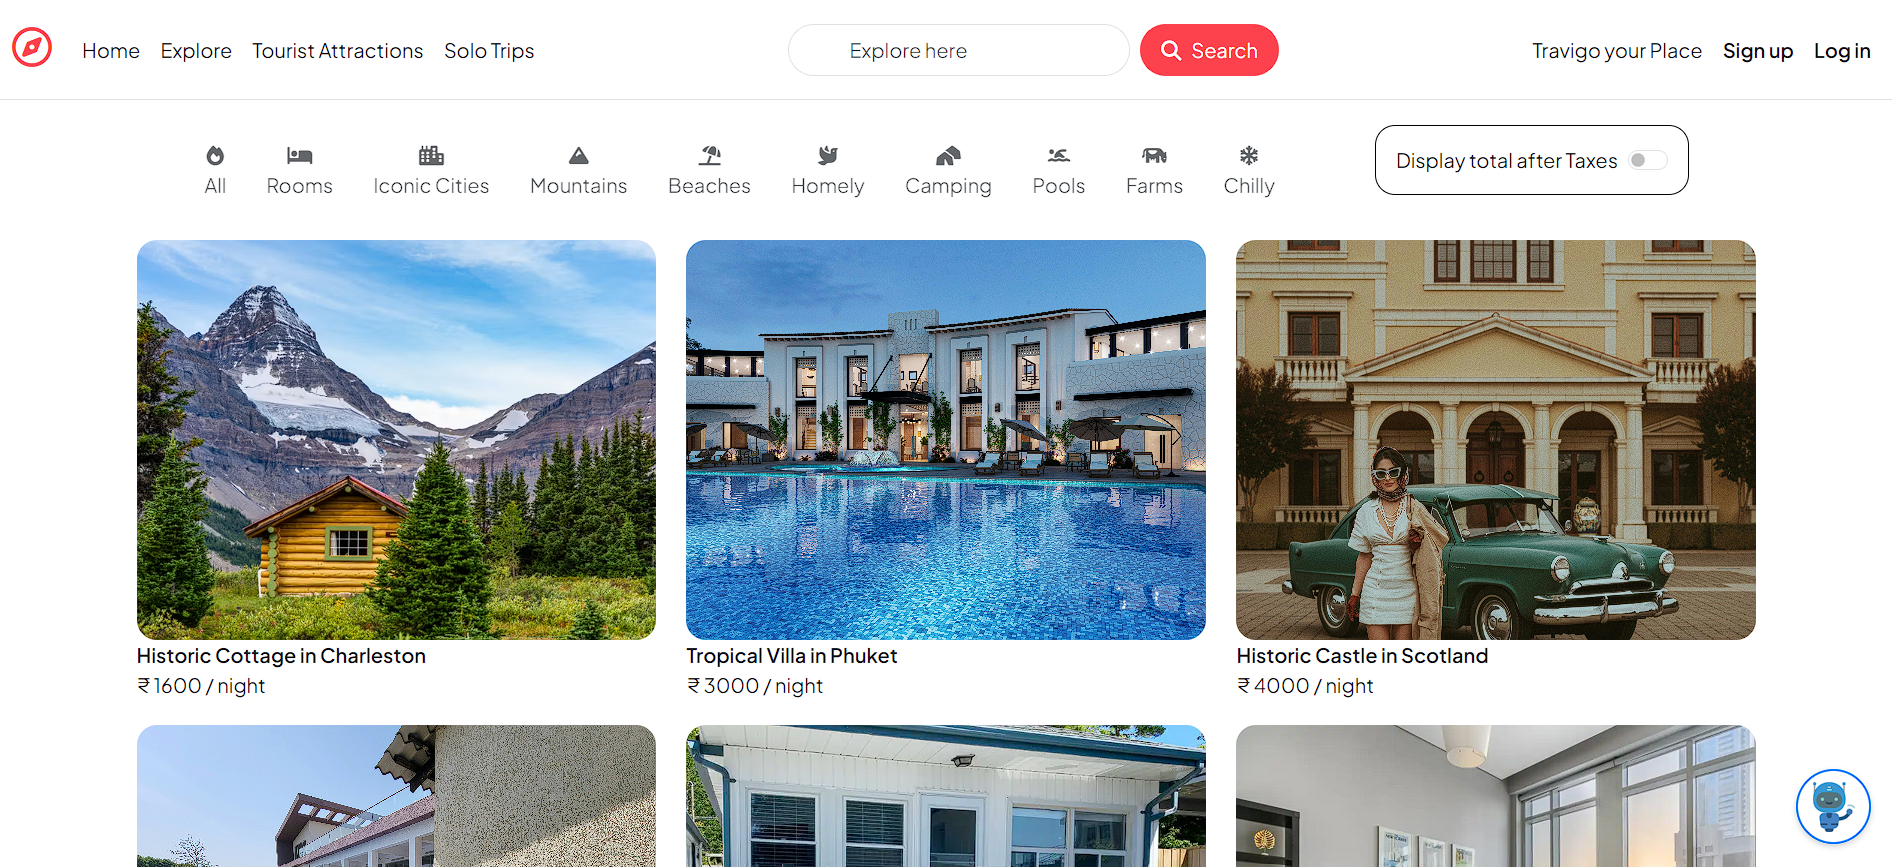 Home Explore Tourist Attractions Solo Trips
Explore here
Search
Travigo your Place Sign up Log in
All Rooms Iconic Cities Mountains Beaches Homely Camping Pools Farms Chilly
Display total after Taxes
Historic Cottage in Charleston
₹ 1600 / night
Tropical Villa in Phuket
₹ 3000 / night
Historic Castle in Scotland
₹ 4000 / night